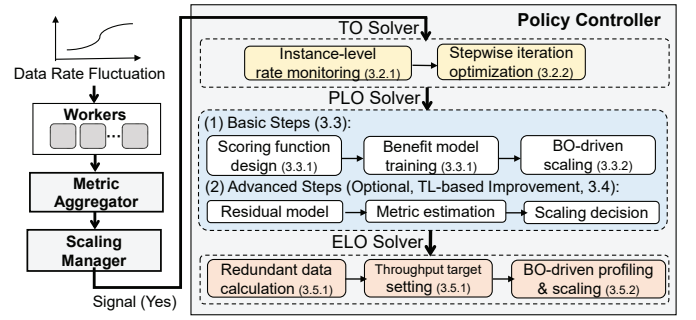 Data Rate Fluctuation
Workers
Metric
Aggregator
Scaling
Manager
Signal (Yes)
Policy Controller
TO Solver
Instance-level
rate monitoring (3.2.1)
Stepwise iteration
optimization (3.2.2)
PLO Solver
(1) Basic Steps (3.3):
Scoring function
design (3.3.1)
Benefit model
training (3.3.1)
BO-driven
scaling (3.3.2)
(2) Advanced Steps (Optional, TL-based Improvement, 3.4):
Residual model
Metric estimation
Scaling decision
ELO Solver
Redundant data
calculation (3.5.1)
Throughput target
setting (3.5.1)
BO-driven profiling
& scaling (3.5.2)